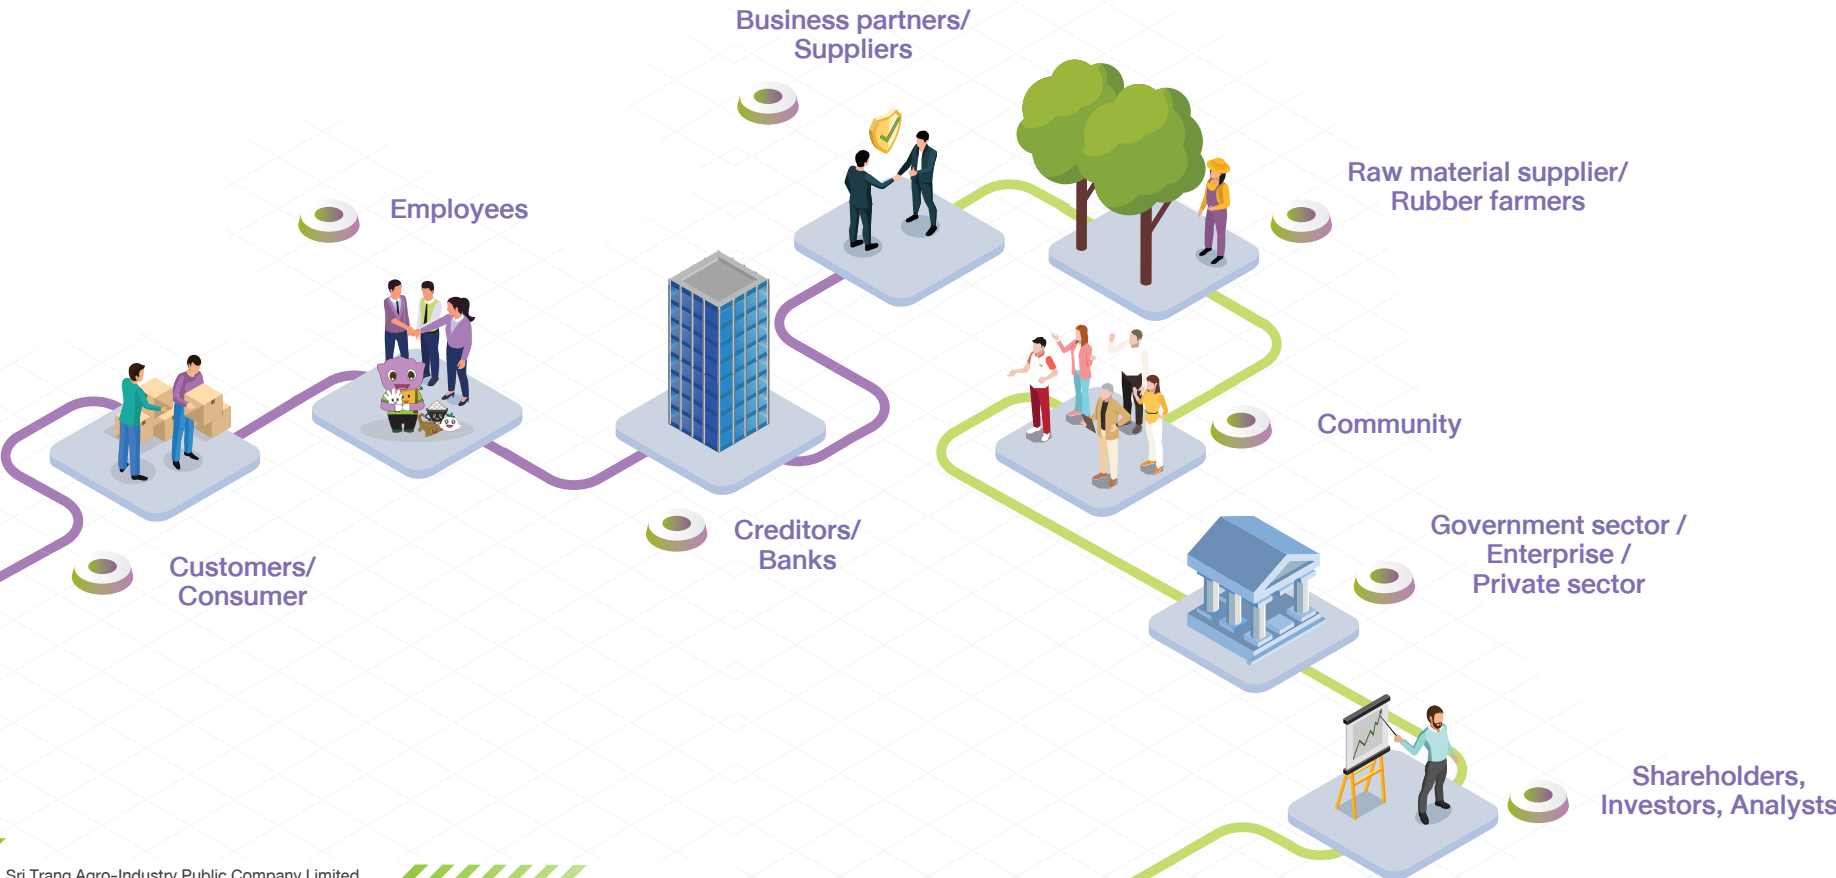 Business partners/
Suppliers
Raw material supplier/
Rubber farmers
Employees
Community
Creditors/
Banks
Government sector /
Enterprise /
Private sector
Customers/
Consumer
Shareholders,
Investors, Analysts
Sri Trang Agro-Industry Public Company Limited